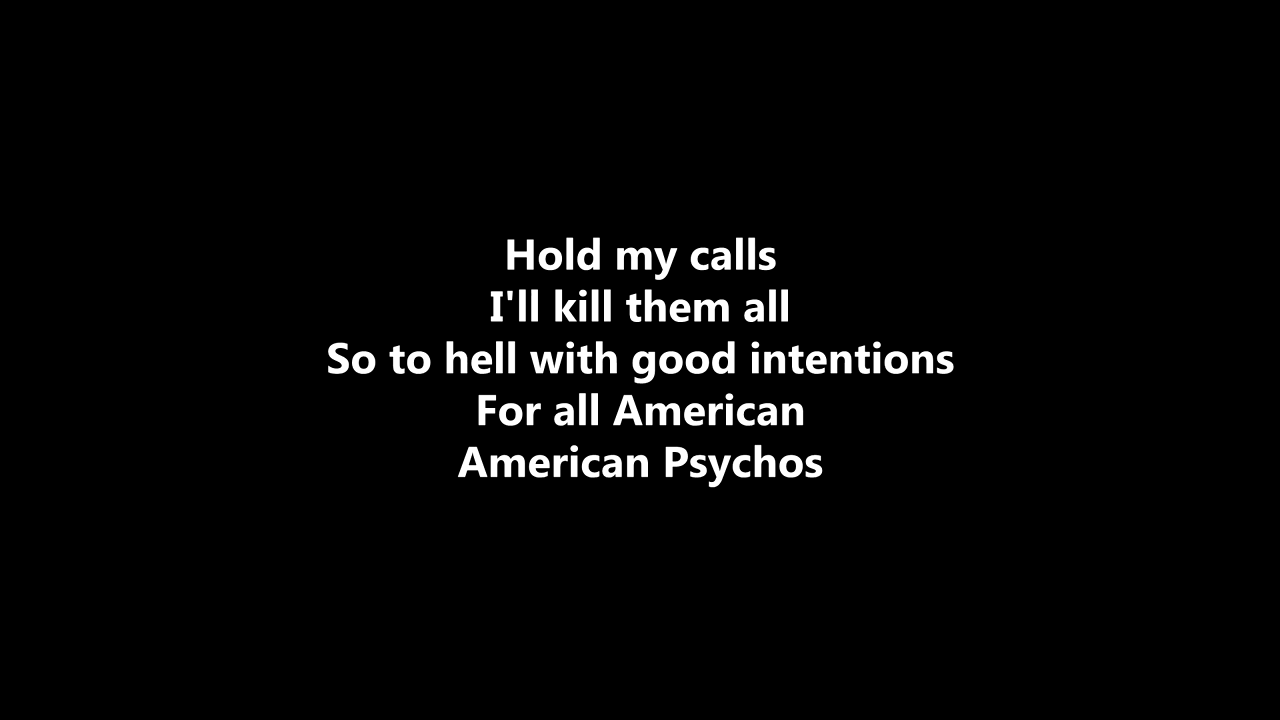 Hold my calls
I'll kill them all
So to hell with good intentions
For all American
American Psychos